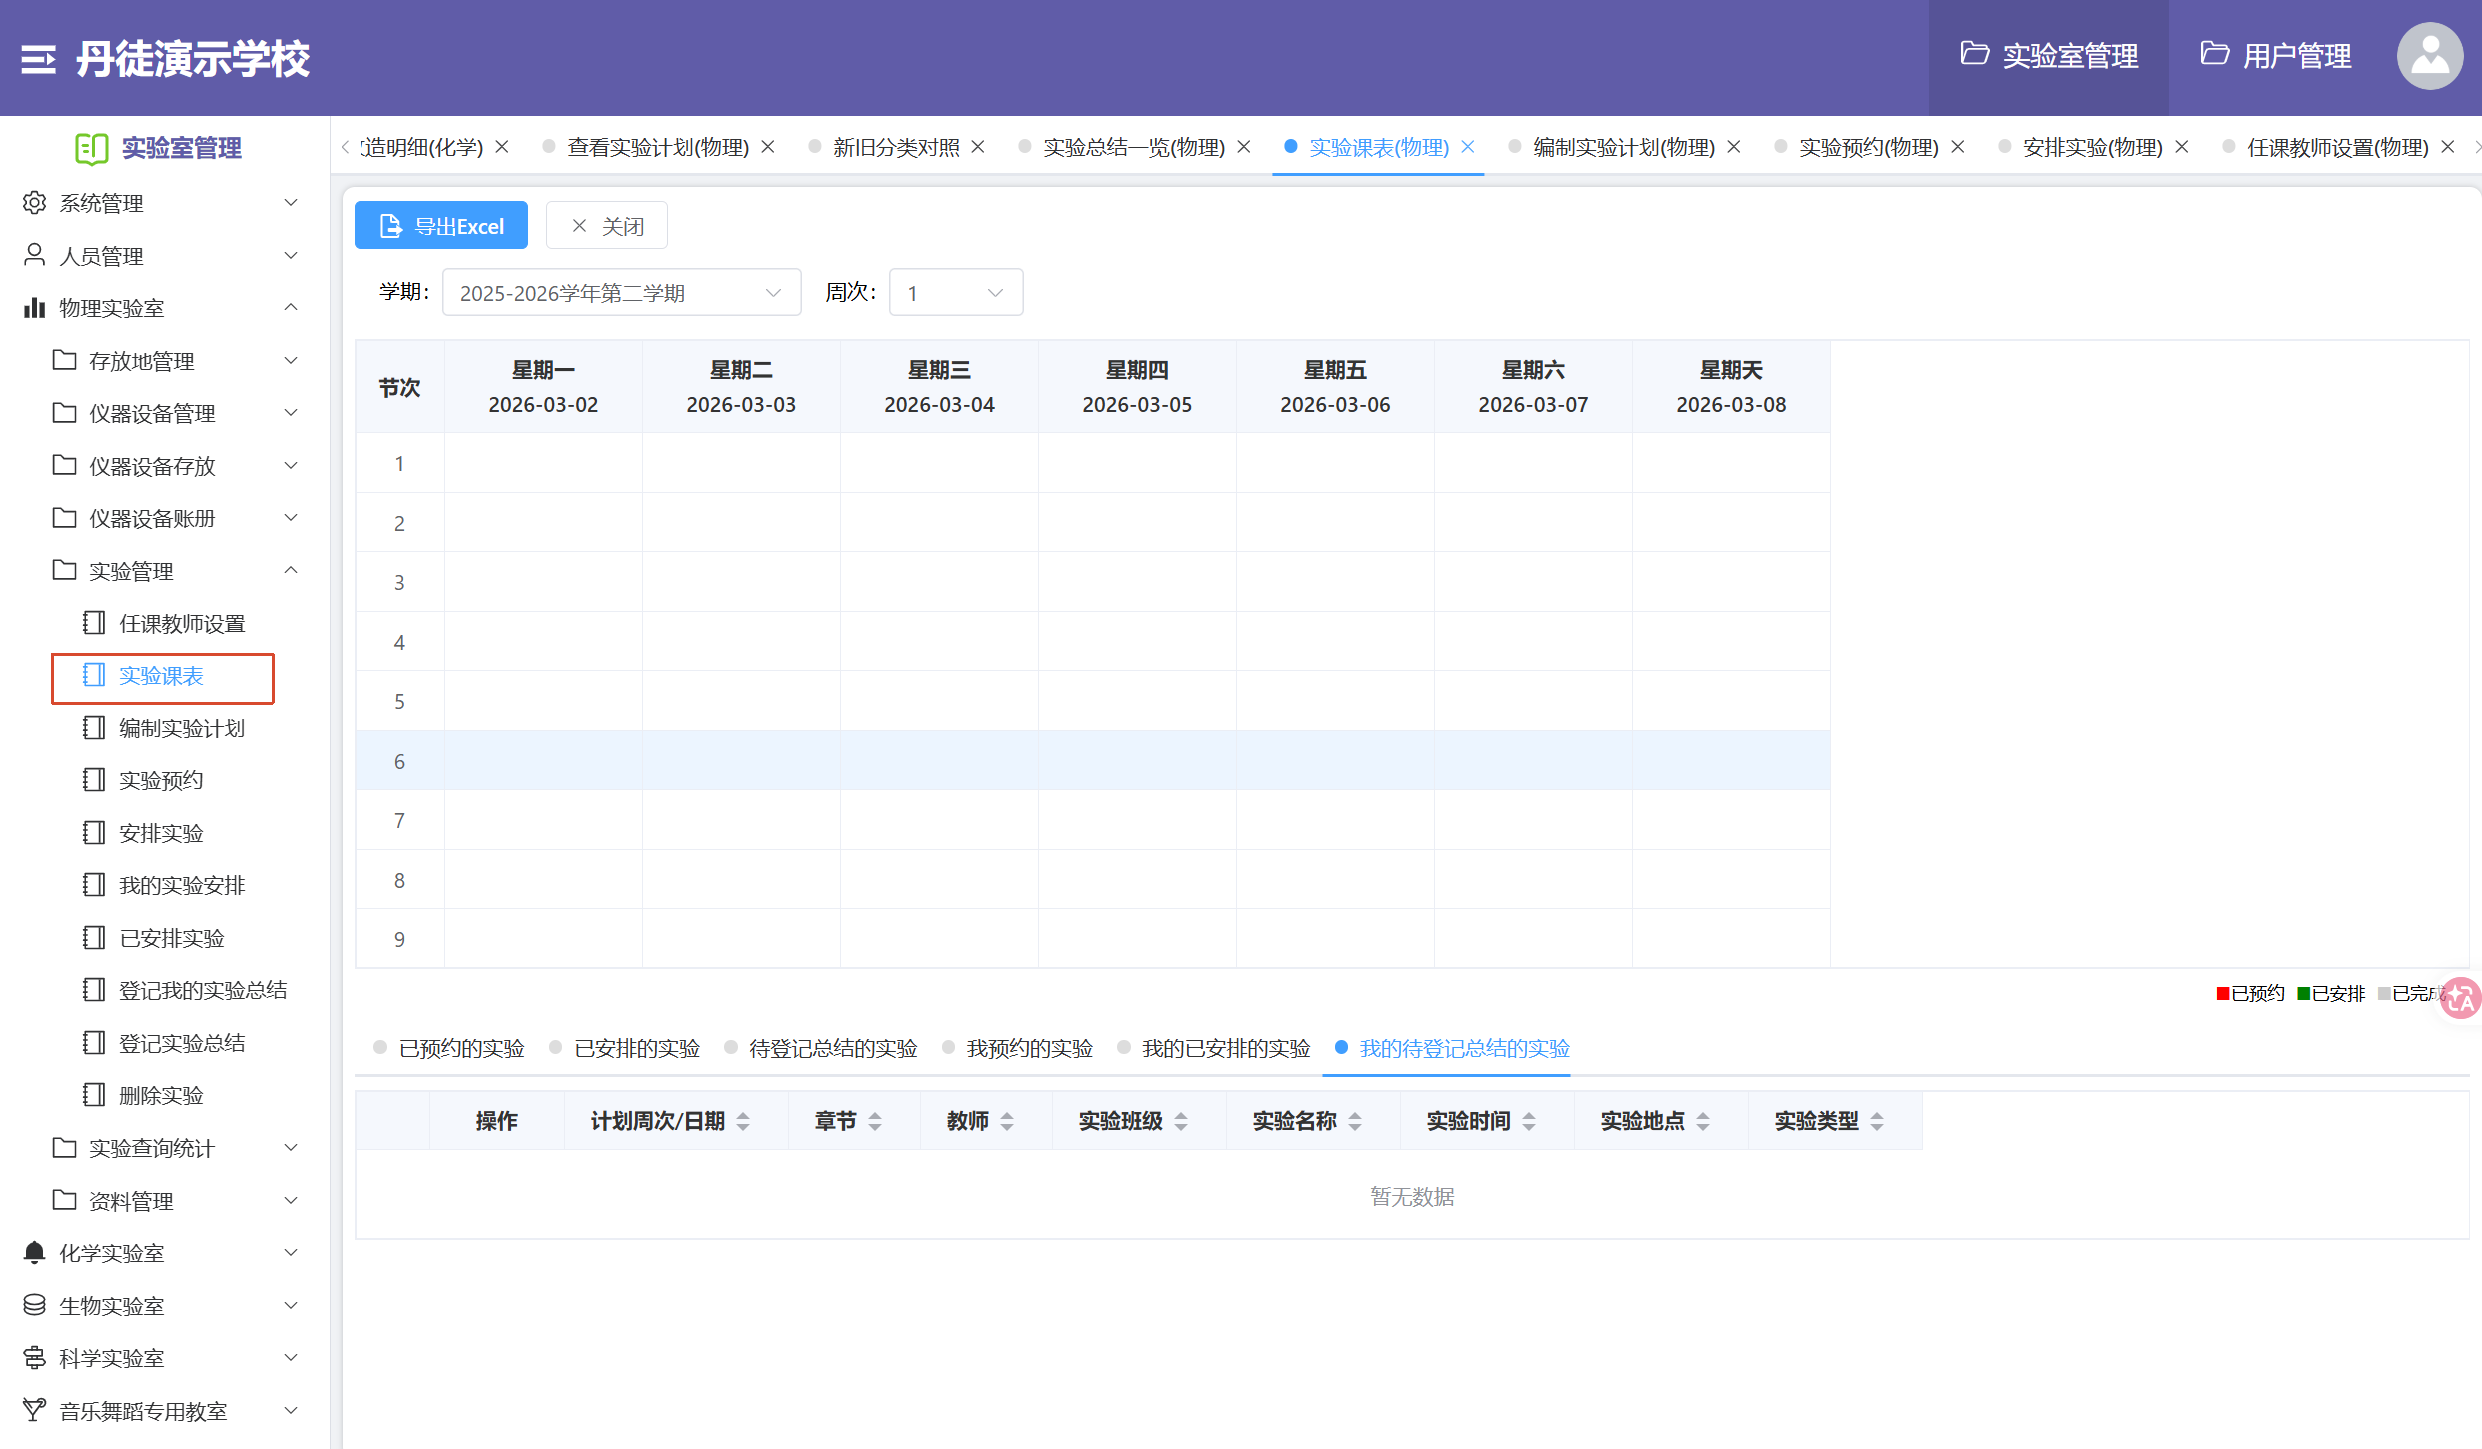 丹徒演示学校
实验室管理
用户管理
实验室管理
造明细(化学)
查看实验计划(物理)
新旧分类对照
实验总结一览(物理)
实验课表(物理)
编制实验计划(物理)
实验预约(物理)
安排实验(物理)
任课教师设置(物理)
系统管理
人员管理
物理实验室
存放地管理
仪器设备管理
仪器设备存放
仪器设备账册
实验管理
任课教师设置
实验课表
编制实验计划
实验预约
安排实验
我的实验安排
已安排实验
登记我的实验总结
登记实验总结
删除实验
实验查询统计
资料管理
化学实验室
生物实验室
科学实验室
音乐舞蹈专用教室
导出Excel
关闭
学期: 2025-2026学年第二学期 周次: 1
节次 星期一 星期二 星期三 星期四 星期五 星期六 星期天
2026-03-02 2026-03-03 2026-03-04 2026-03-05 2026-03-06 2026-03-07 2026-03-08
1
2
3
4
5
6
7
8
9
已预约 已安排 已完成
已预约的实验 已安排的实验 待登记总结的实验 我预约的实验 我的已安排的实验 我的待登记总结的实验
操作 计划周次/日期 章节 教师 实验班级 实验名称 实验时间 实验地点 实验类型
暂无数据